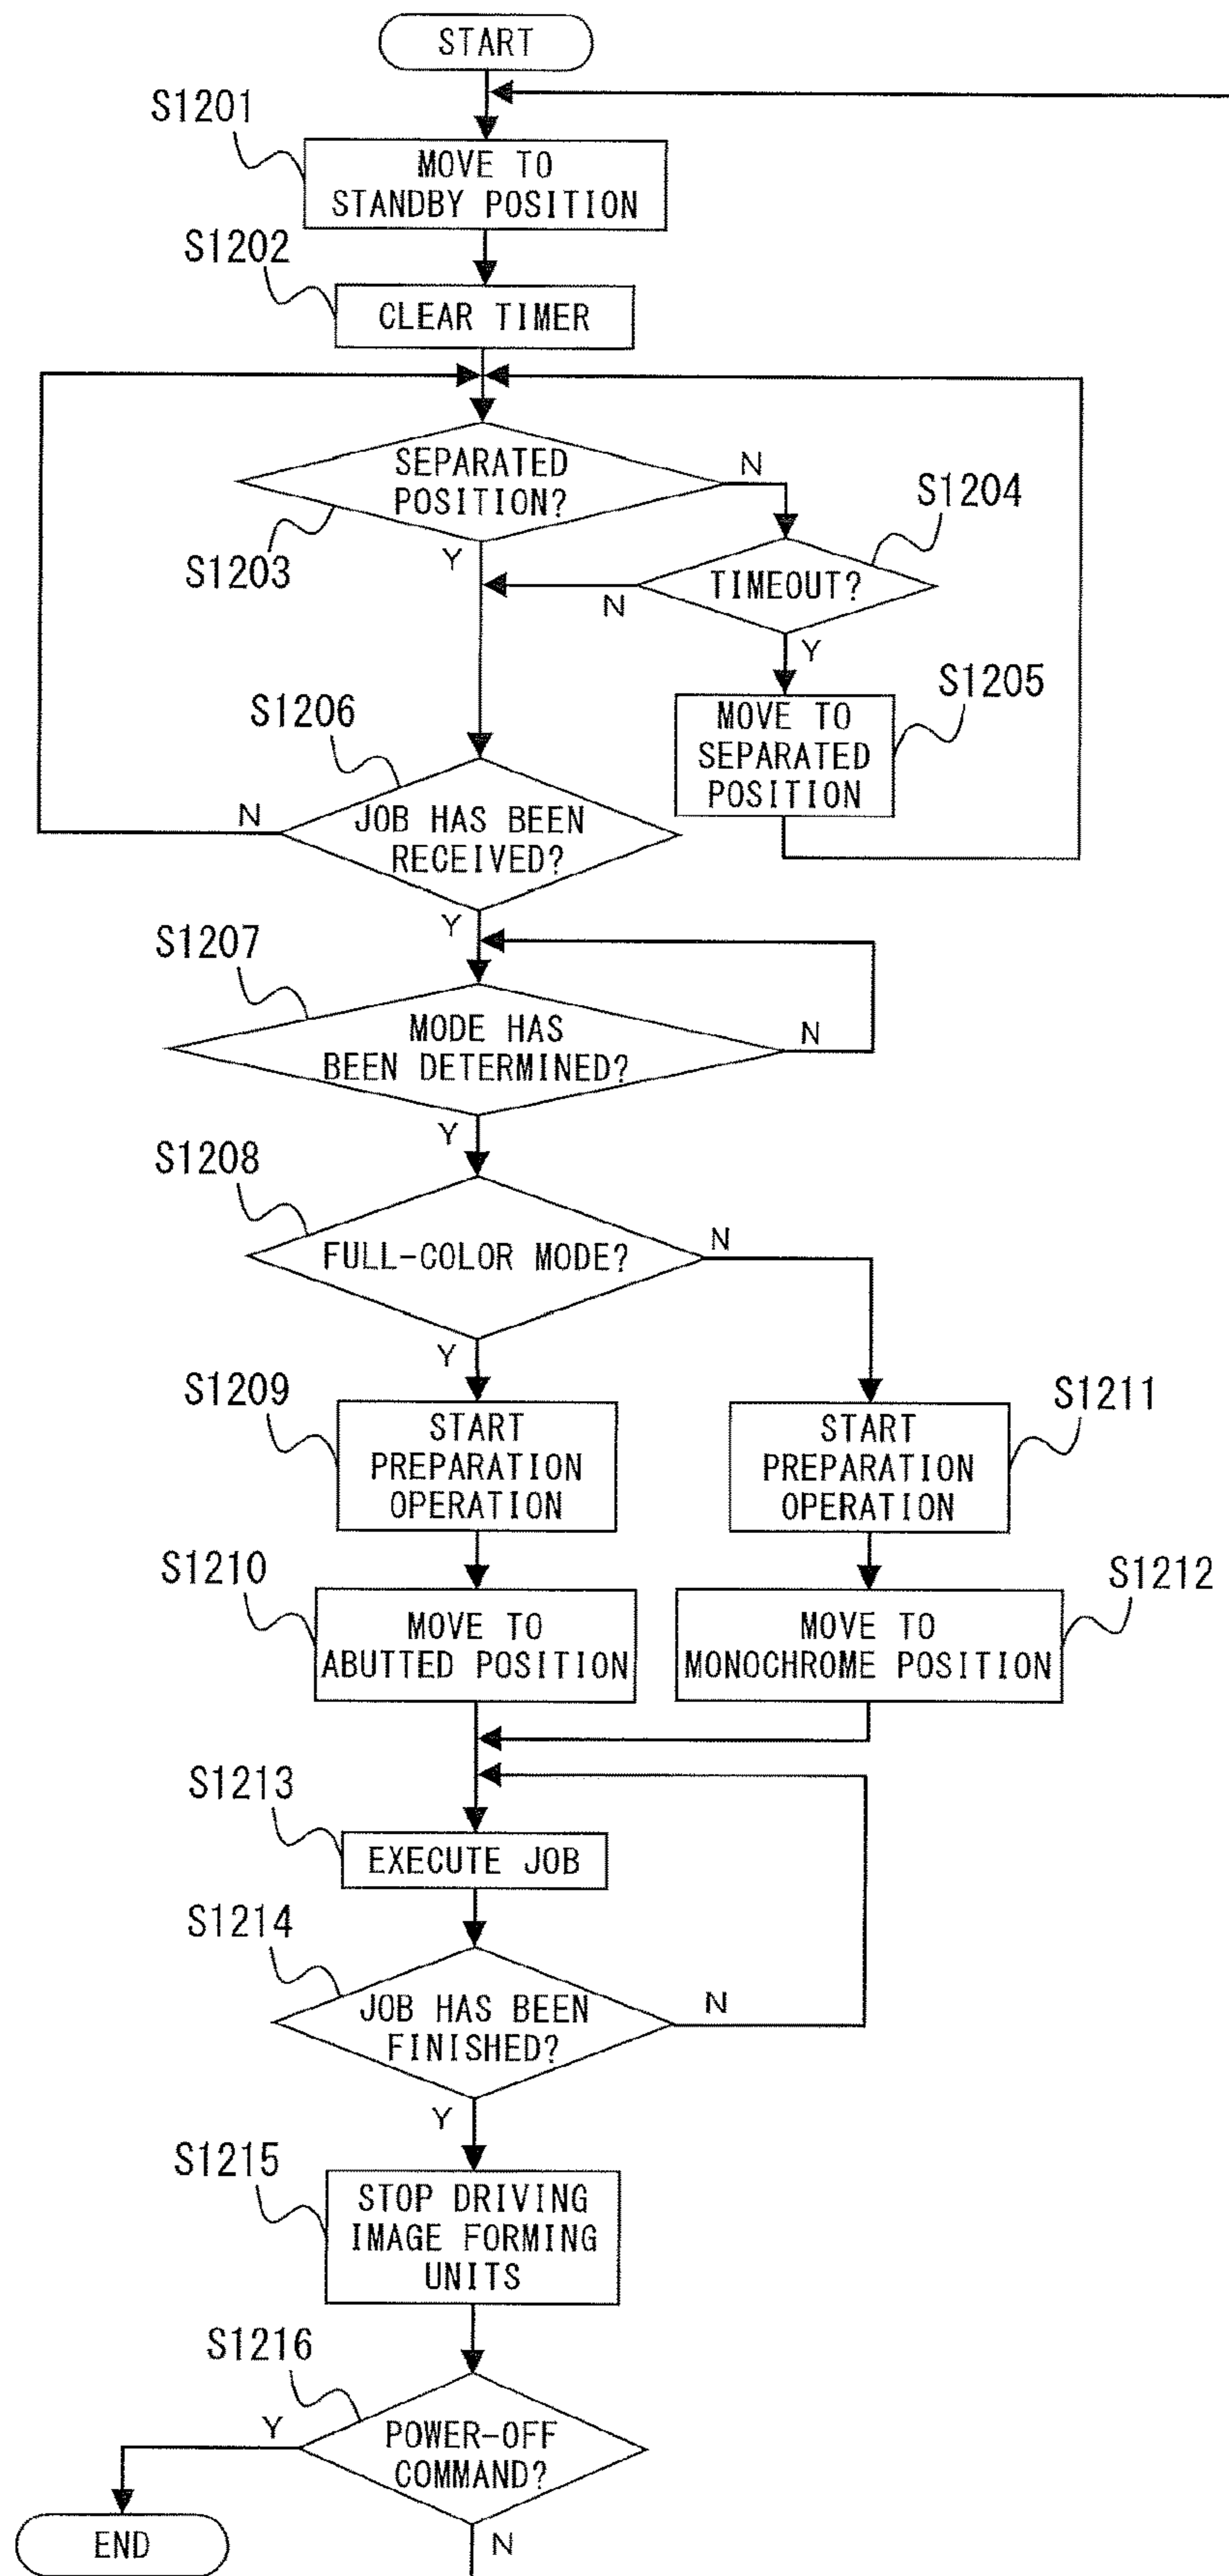 START
S1201
MOVE TO
STANDBY POSITION
S1202
CLEAR TIMER
SEPARATED
POSITION?
N
S1203
Y
S1204
TIMEOUT?
N
Y
S1205
MOVE TO
SEPARATED
POSITION
S1206
JOB HAS BEEN
RECEIVED?
N
Y
S1207
MODE HAS
BEEN DETERMINED?
N
Y
S1208
FULL-COLOR MODE?
N
Y
S1209
START
PREPARATION
OPERATION
S1211
START
PREPARATION
OPERATION
S1210
MOVE TO
ABUTTED POSITION
S1212
MOVE TO
MONOCHROME POSITION
S1213
EXECUTE JOB
S1214
JOB HAS BEEN
FINISHED?
N
Y
S1215
STOP DRIVING
IMAGE FORMING
UNITS
S1216
POWER-OFF
COMMAND?
Y
END
N